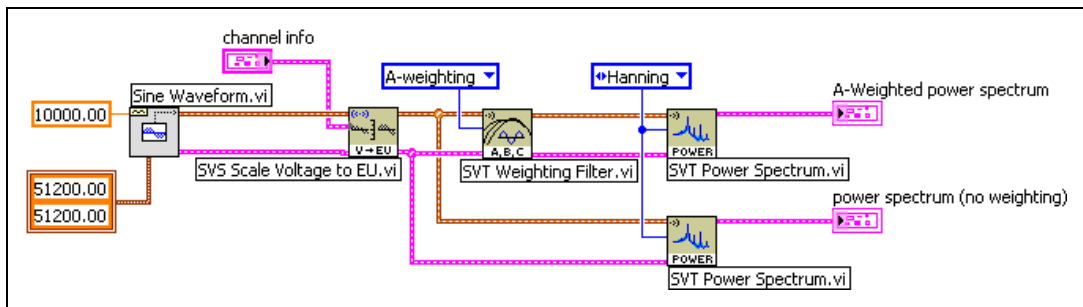 channel info
A-weighting
Hanning
A-Weighted power spectrum
Sine Waveform.vi
10000.00
V→EU
A,B,C
POWER
SVS Scale Voltage to EU.vi
SVT Weighting Filter.vi
SVT Power Spectrum.vi
51200.00
51200.00
power spectrum (no weighting)
POWER
SVT Power Spectrum.vi